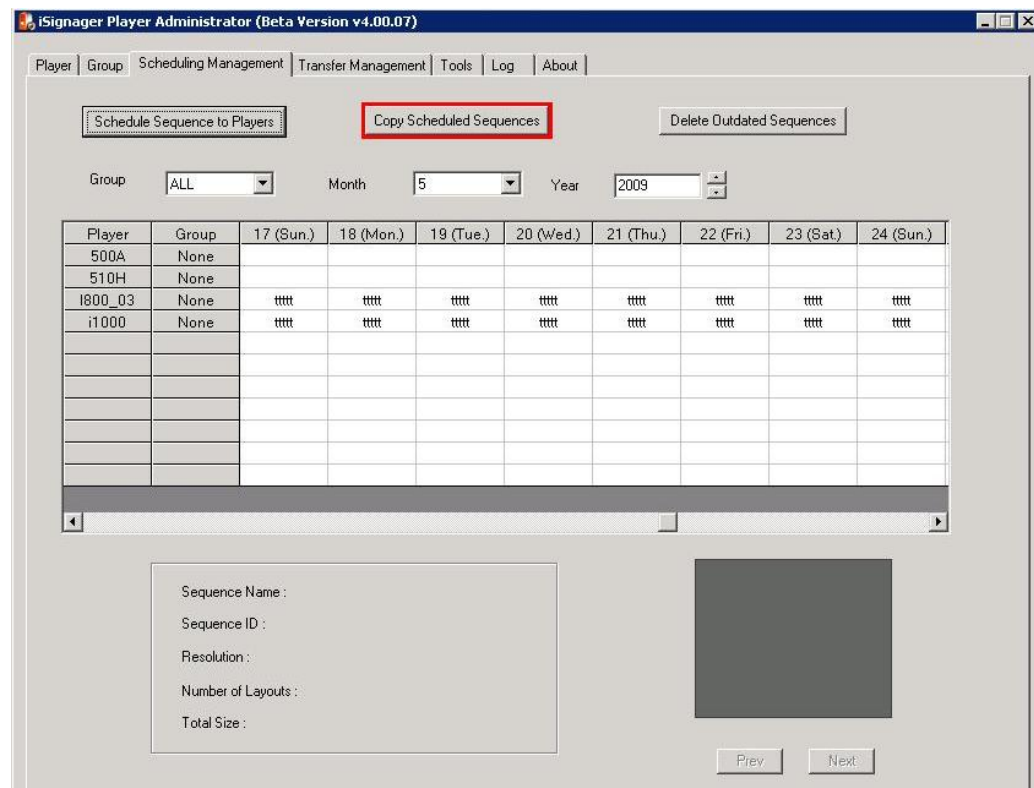 iSignager Player Administrator (Beta Version v4.00.07)
Player Group Scheduling Management Transfer Management Tools Log About
Schedule Sequence to Players Copy Scheduled Sequences Delete Outdated Sequences
Group ALL Month 5 Year 2009
Player Group 17 (Sun.) 18 (Mon.) 19 (Tue.) 20 (Wed.) 21 (Thu.) 22 (Fri.) 23 (Sat.) 24 (Sun.)
500A None
510H None
I800_03 None ttttt ttttt ttttt ttttt ttttt ttttt ttttt ttttt
i1000 None ttttt ttttt ttttt ttttt ttttt ttttt ttttt ttttt
Sequence Name :
Sequence ID :
Resolution :
Number of Layouts :
Total Size :
Prev Next